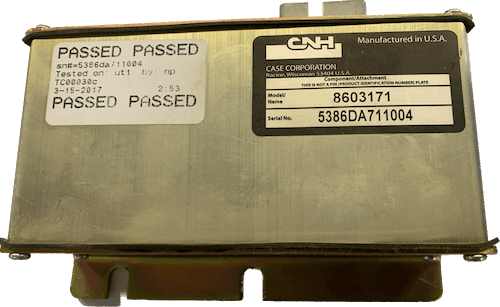 PASSED PASSED
sn#=5386da711004
Tested on: ut1 by: np
TC00030c
3-15-2017 2:53
PASSED PASSED
CNH
Manufactured in U.S.A.
CASE CORPORATION
Racine, Wisconsin 53404 U.S.A.
Component/Attachment
THIS IS NOT A PIN (PRODUCT IDENTIFICATION NUMBER) PLATE
Model/Name 8603171
Serial No. 5386DA711004